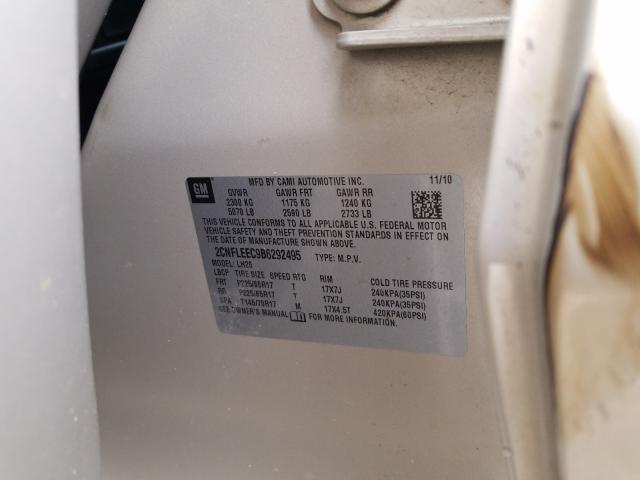 GM
MFD BY CAMI AUTOMOTIVE INC. 11/10
GVWR GAWR FRT GAWR RR
2300 KG 1175 KG 1240 KG
5070 LB 2590 LB 2733 LB
THIS VEHICLE CONFORMS TO ALL APPLICABLE U.S. FEDERAL MOTOR
VEHICLE SAFETY AND THEFT PREVENTION STANDARDS IN EFFECT ON
THE DATE OF MANUFACTURE SHOWN ABOVE.
2CNFLEEC9B6292495 TYPE: M.P.V.
MODEL: LH26
LBCP TIRE SIZE SPEED RTG RIM COLD TIRE PRESSURE
FRT P225/65R17 T 17X7J 240KPA(35PSI)
RR P225/65R17 T 17X7J 240KPA(35PSI)
SPA T145/70R17 M 17X4.5T 420KPA(60PSI)
SEE OWNER'S MANUAL FOR MORE INFORMATION.